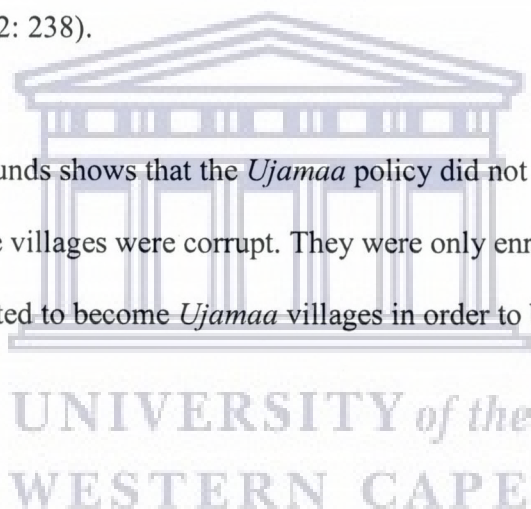 2: 238).
unds shows that the Ujamaa policy did not
e villages were corrupt. They were only enr
ted to become Ujamaa villages in order to
UNIVERSITY of the
WESTERN CAPE